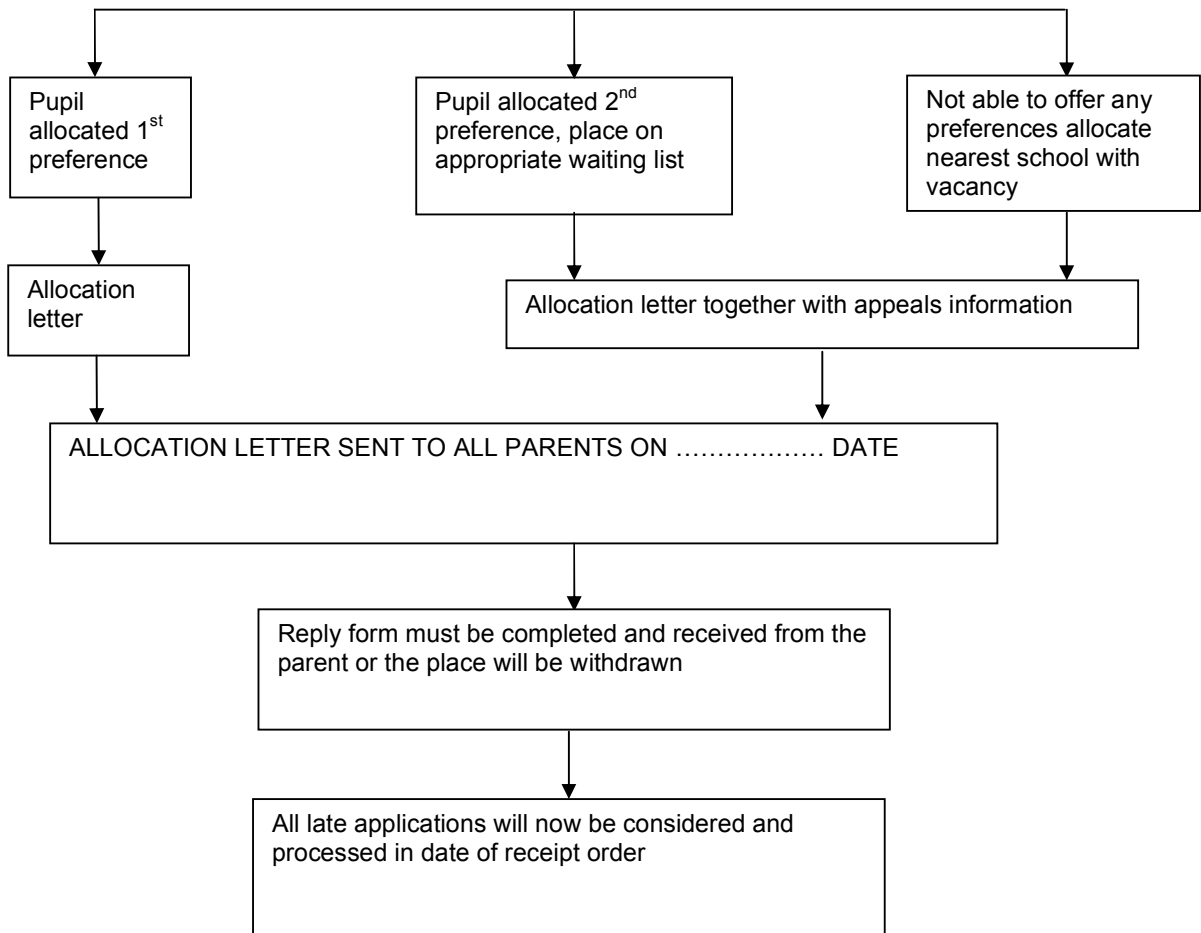 Pupil
allocated 1st
preference
Pupil allocated 2nd
preference, place on
appropriate waiting list
Not able to offer any
preferences allocate
nearest school with
vacancy
Allocation
letter
Allocation letter together with appeals information
ALLOCATION LETTER SENT TO ALL PARENTS ON .................. DATE
Reply form must be completed and received from the
parent or the place will be withdrawn
All late applications will now be considered and
processed in date of receipt order